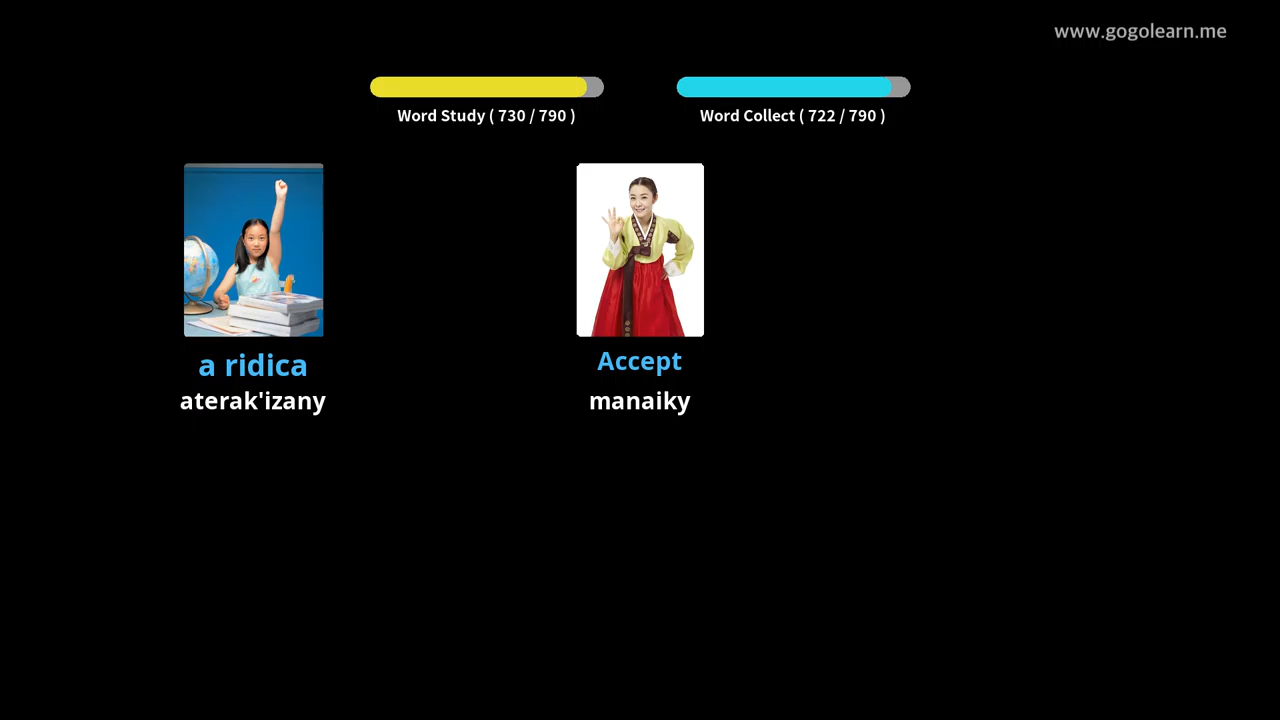 www.gogolearn.me
Word Study ( 730 / 790 )
Word Collect ( 722 / 790 )
a ridica
aterak'izany
Accept
manaiky